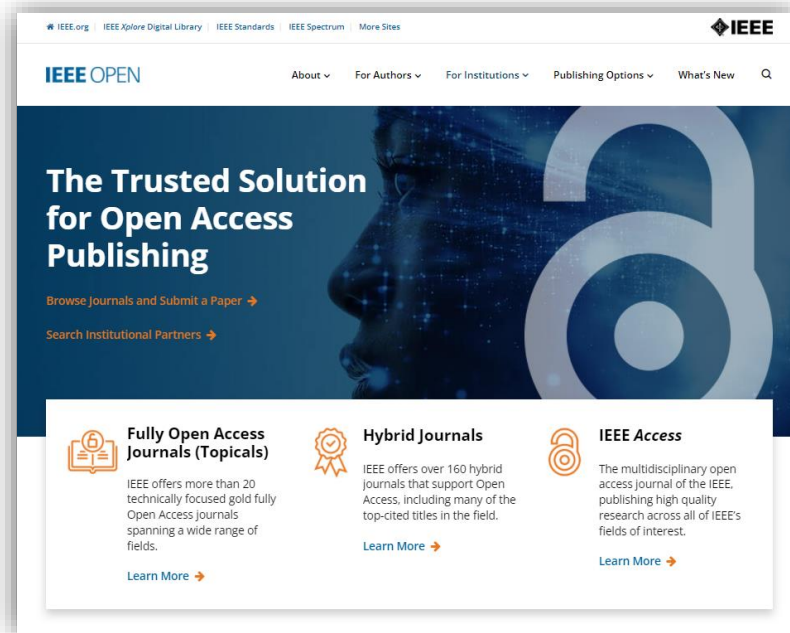 IEEE.org | IEEE Xplore Digital Library | IEEE Standards | IEEE Spectrum | More Sites
IEEE
IEEE OPEN
About For Authors For Institutions Publishing Options What's New
The Trusted Solution
for Open Access
Publishing
Browse Journals and Submit a Paper →
Search Institutional Partners →
Fully Open Access
Journals (Topicals)
IEEE offers more than 20
technically focused gold fully
Open Access journals
spanning a wide range of
fields.
Learn More →
Hybrid Journals
IEEE offers over 160 hybrid
journals that support Open
Access, including many of the
top-cited titles in the field.
Learn More →
IEEE Access
The multidisciplinary open
access journal of the IEEE,
publishing high quality
research across all of IEEE's
fields of interest.
Learn More →